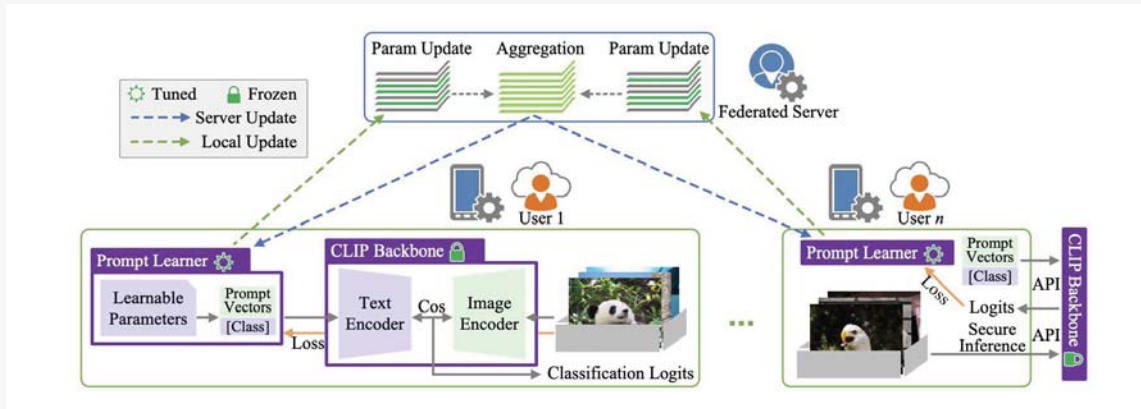 Param Update
Aggregation
Param Update
Tuned
Frozen
Server Update
Local Update
Federated Server
User 1
User n
Prompt Learner
CLIP Backbone
Learnable
Parameters
Prompt
Vectors
[Class]
Loss
Text
Encoder
Cos
Image
Encoder
Classification Logits
...
Prompt Learner
Prompt
Vectors
[Class]
Loss
API
Logits
Secure
Inference
API
CLIP Backbone